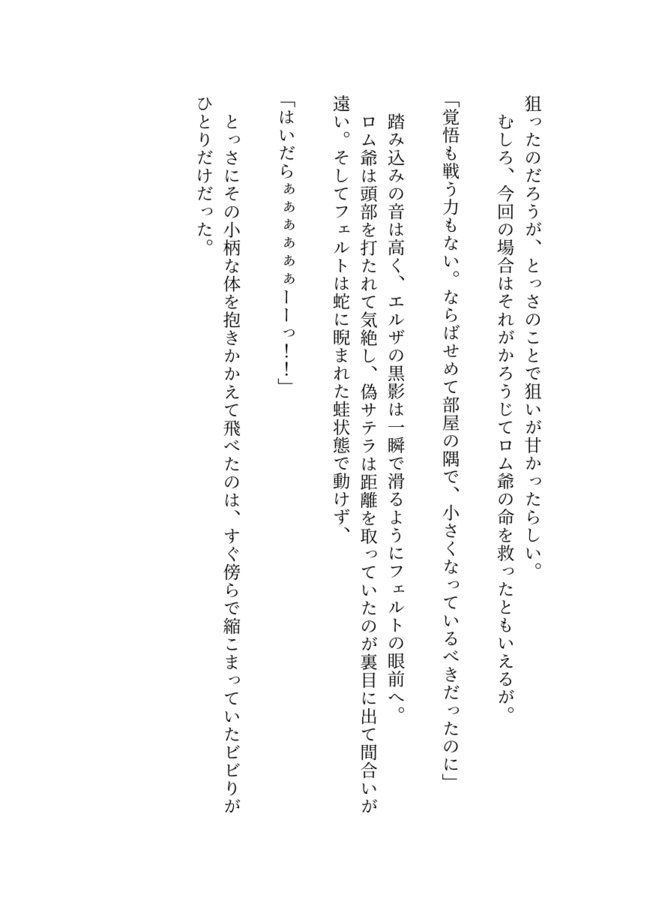 狙ったのだろうが、とっさのことで狙いが甘かったらしい。
むしろ、今回の場合はそれがかろうじてロム爺の命を救ったともいえるが。
「覚悟も戦う力もない。ならばせめて部屋の隅で、小さくなっているべきだったのに」
踏み込みの音は高く、エルザの黒影は一瞬で滑るようにフェルトの眼前へ。
ロム爺は頭部を打たれて気絶し、偽サテラは距離を取っていたのが裏目に出て間合いが
遠い。そしてフェルトは蛇に睨まれた蛙状態で動けず、
「はいだらぁぁぁぁぁぁーーっ！！」
とっさにその小柄な体を抱きかかえて飛べたのは、すぐ傍らで縮こまっていたビビりが
ひとりだけだった。